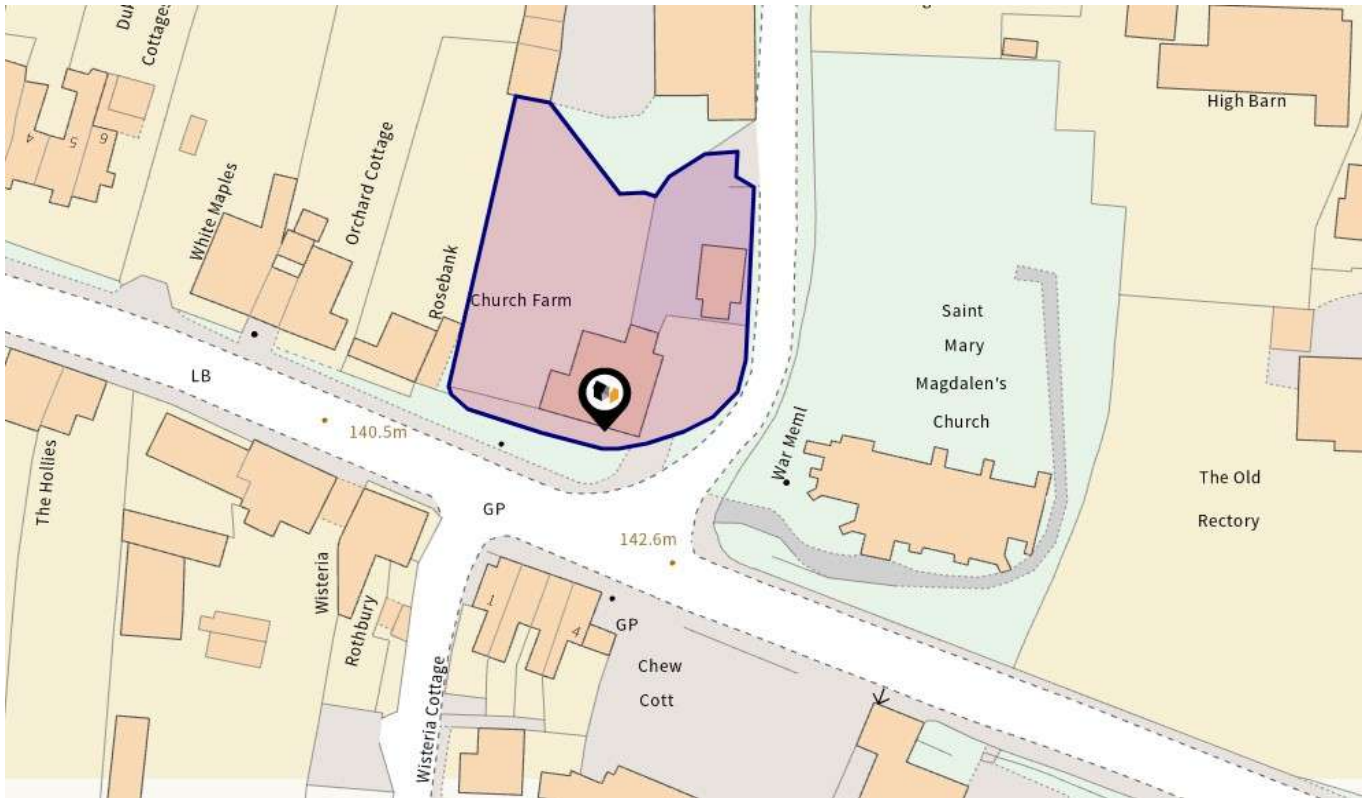 Cottages
4
5
6
High Barn
White Maples
Orchard Cottage
Rosebank
Church Farm
Saint
Mary
Magdalen's
Church
LB
140.5m
War Meml
The Hollies
The Old
Rectory
GP
142.6m
Wisteria
Rothbury
1
4
GP
Wisteria Cottage
Chew
Cott